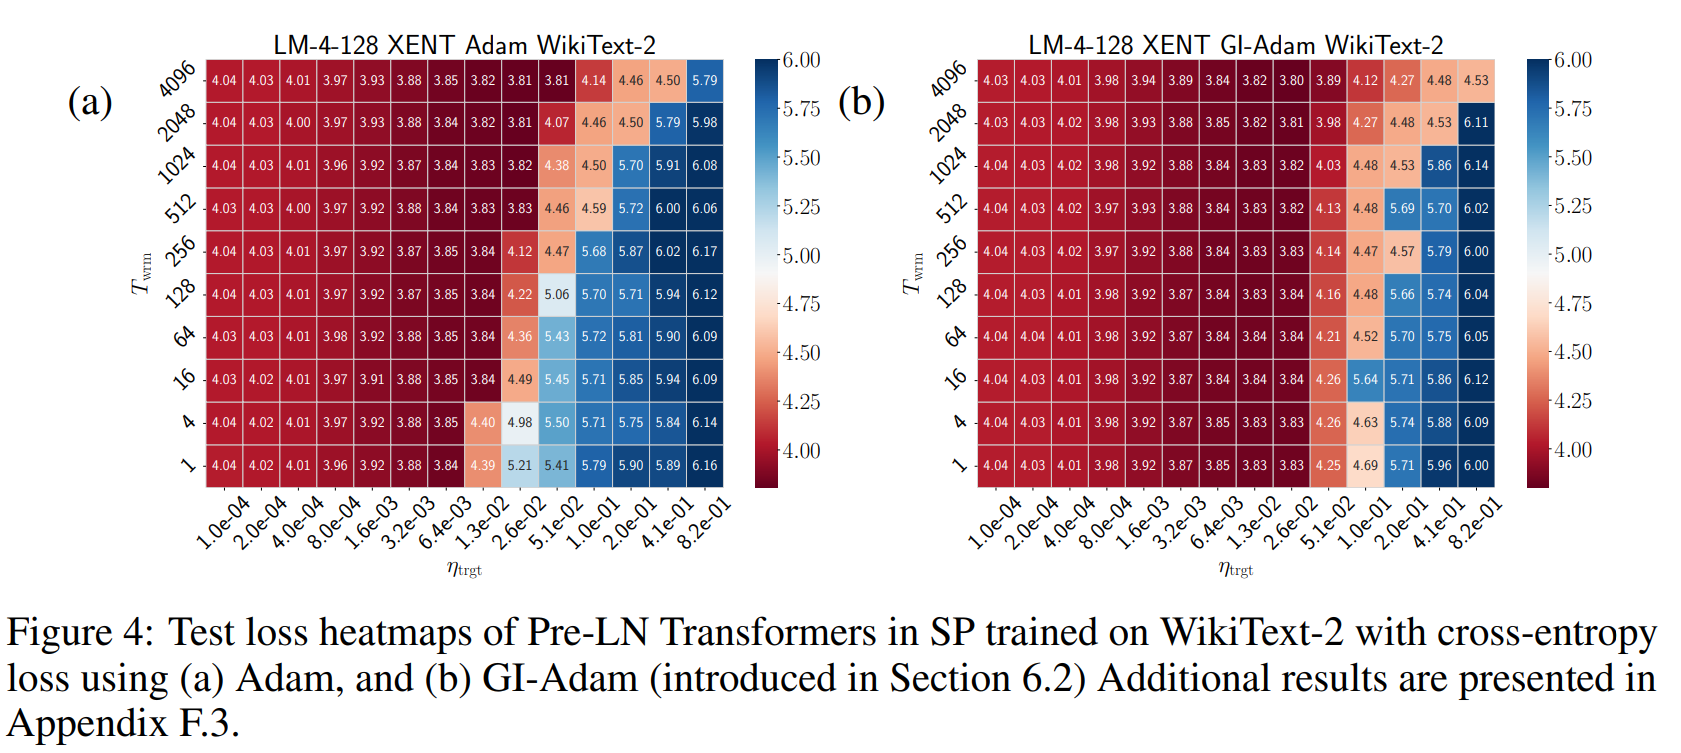 LM-4-128 XENT Adam WikiText-2
(a)
4096 4.04 4.03 4.01 3.97 3.93 3.88 3.85 3.82 3.81 3.81 4.14 4.46 4.50 5.79
2048 4.04 4.03 4.00 3.97 3.93 3.88 3.84 3.82 3.81 4.07 4.46 4.50 5.79 5.98
1024 4.04 4.03 4.01 3.96 3.92 3.87 3.84 3.83 3.82 4.38 4.50 5.70 5.91 6.08
512 4.03 4.03 4.00 3.97 3.92 3.88 3.84 3.83 3.83 4.46 4.59 5.72 6.00 6.06
256 4.04 4.03 4.01 3.97 3.92 3.87 3.85 3.84 4.12 4.47 5.68 5.87 6.02 6.17
128 4.04 4.03 4.01 3.97 3.92 3.87 3.85 3.84 4.22 5.06 5.70 5.71 5.94 6.12
64 4.03 4.03 4.01 3.98 3.92 3.88 3.85 3.84 4.36 5.43 5.72 5.81 5.90 6.09
16 4.03 4.02 4.01 3.97 3.91 3.88 3.85 3.84 4.49 5.45 5.71 5.85 5.94 6.09
4 4.04 4.02 4.01 3.97 3.92 3.88 3.85 4.40 4.98 5.50 5.71 5.75 5.84 6.14
1 4.04 4.02 4.01 3.96 3.92 3.88 3.84 4.39 5.21 5.41 5.79 5.90 5.89 6.16
T_wrm
1.0e-04 2.0e-04 4.0e-04 8.0e-04 1.6e-03 3.2e-03 6.4e-03 1.3e-02 2.6e-02 5.1e-02 1.0e-01 2.0e-01 4.1e-01 8.2e-01
η_trgt
6.00
5.75
5.50
5.25
5.00
4.75
4.50
4.25
4.00
LM-4-128 XENT GI-Adam WikiText-2
(b)
4096 4.03 4.03 4.01 3.98 3.94 3.89 3.84 3.82 3.80 3.89 4.12 4.27 4.48 4.53
2048 4.03 4.03 4.02 3.98 3.93 3.88 3.85 3.82 3.81 3.98 4.27 4.48 4.53 6.11
1024 4.04 4.03 4.01 3.98 3.92 3.88 3.84 3.83 3.82 4.03 4.48 4.53 5.86 6.14
512 4.04 4.03 4.02 3.97 3.93 3.88 3.84 3.83 3.82 4.13 4.48 5.69 5.70 6.02
256 4.04 4.03 4.02 3.97 3.92 3.88 3.84 3.83 3.83 4.14 4.47 4.57 5.79 6.00
128 4.04 4.03 4.01 3.98 3.92 3.87 3.84 3.83 3.84 4.16 4.48 5.66 5.74 6.04
64 4.04 4.04 4.01 3.98 3.92 3.87 3.84 3.84 3.84 4.21 4.52 5.70 5.75 6.05
16 4.04 4.03 4.01 3.98 3.92 3.87 3.84 3.84 3.84 4.26 5.64 5.71 5.86 6.12
4 4.04 4.03 4.01 3.98 3.92 3.87 3.84 3.83 3.83 4.26 4.63 5.74 5.88 6.09
1 4.04 4.03 4.01 3.98 3.92 3.87 3.85 3.83 3.83 4.25 4.69 5.71 5.96 6.00
T_wrm
1.0e-04 2.0e-04 4.0e-04 8.0e-04 1.6e-03 3.2e-03 6.4e-03 1.3e-02 2.6e-02 5.1e-02 1.0e-01 2.0e-01 4.1e-01 8.2e-01
η_trgt
6.00
5.75
5.50
5.25
5.00
4.75
4.50
4.25
4.00
Figure 4: Test loss heatmaps of Pre-LN Transformers in SP trained on WikiText-2 with cross-entropy
loss using (a) Adam, and (b) GI-Adam (introduced in Section 6.2) Additional results are presented in
Appendix F.3.